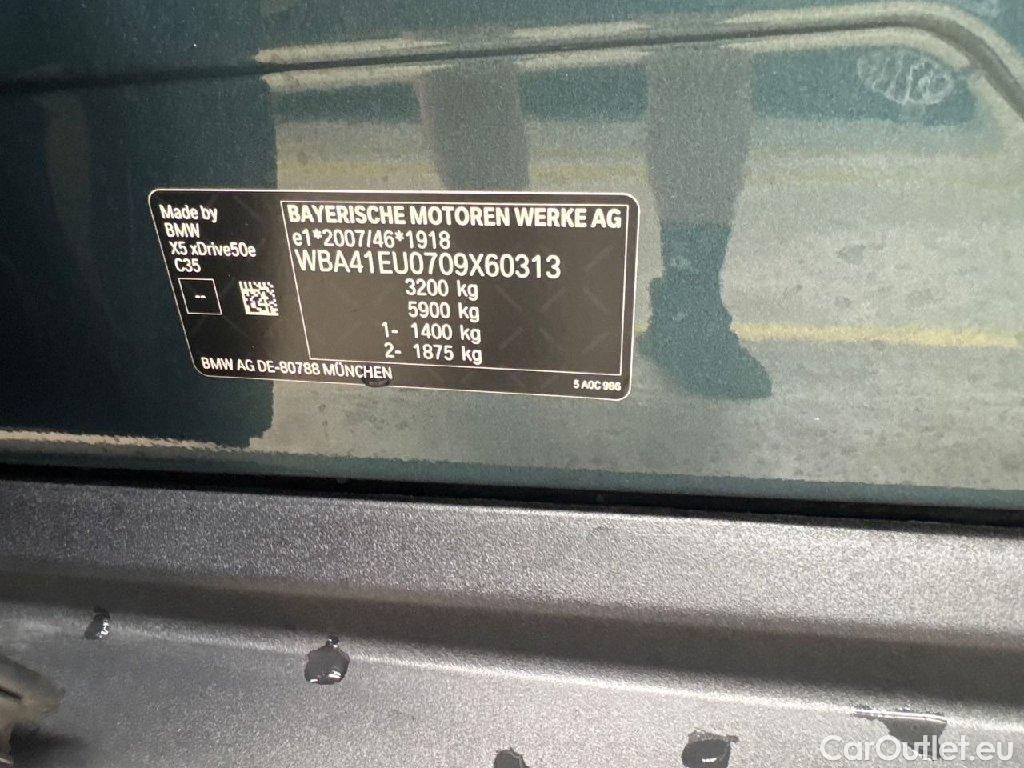 Made by
BMW
X5 xDrive50e
C35
--
BAYERISCHE MOTOREN WERKE AG
e1*2007/46*1918
WBA41EU0709X60313
3200 kg
5900 kg
1- 1400 kg
2- 1875 kg
BMW AG DE-80788 MÜNCHEN
5 A0C 986
CarOutlet.eu